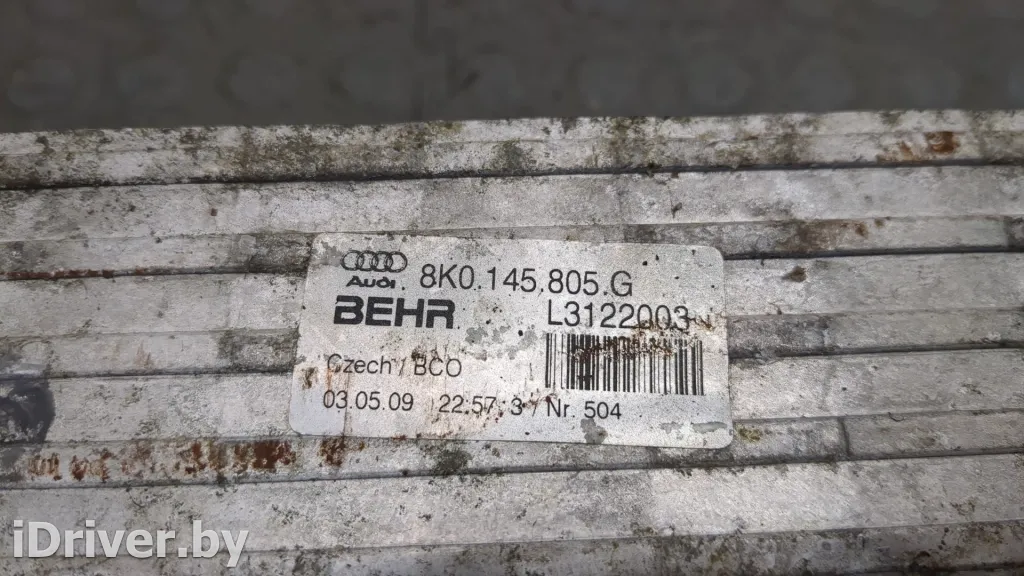 8K0.145.805.G
Audi
BEHR L3122003
Czech / BCO
03.05.09 22:57, 3 / Nr. 504
iDriver.by